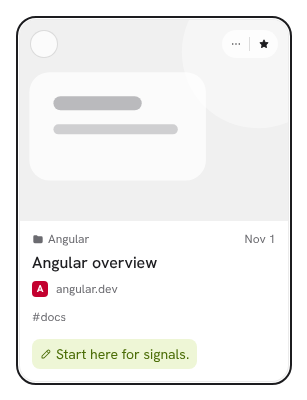 Angular
Nov 1
Angular overview
A angular.dev
#docs
Start here for signals.